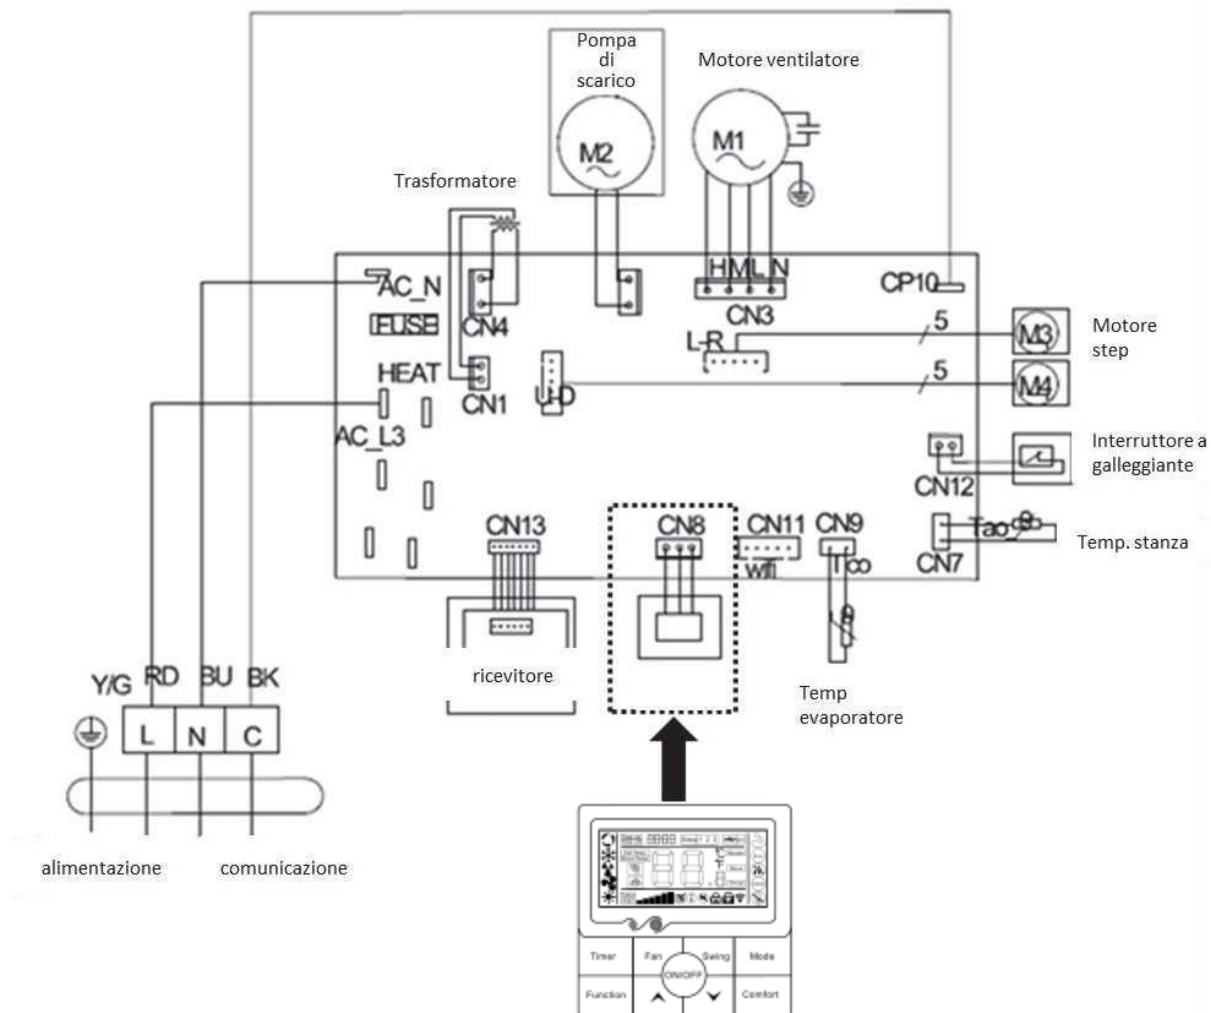 Pompa
di
scarico
Motore ventilatore
M2
M1
Trasformatore
AC_N
FUSE
CN4
HMLN
CN3
CP10
5
M3
Motore
step
L-R
HEAT
CN1
U-D
5
M4
AC_L3
CN12
Interruttore a
galleggiante
CN13
CN8
CN11
wifi
CN9
CN7
Tao
Temp. stanza
ricevitore
Temp
evaporatore
Y/G RD BU BK
L N C
alimentazione
comunicazione
Timer Fan Swing Mode
ON/OFF
Function Comfort